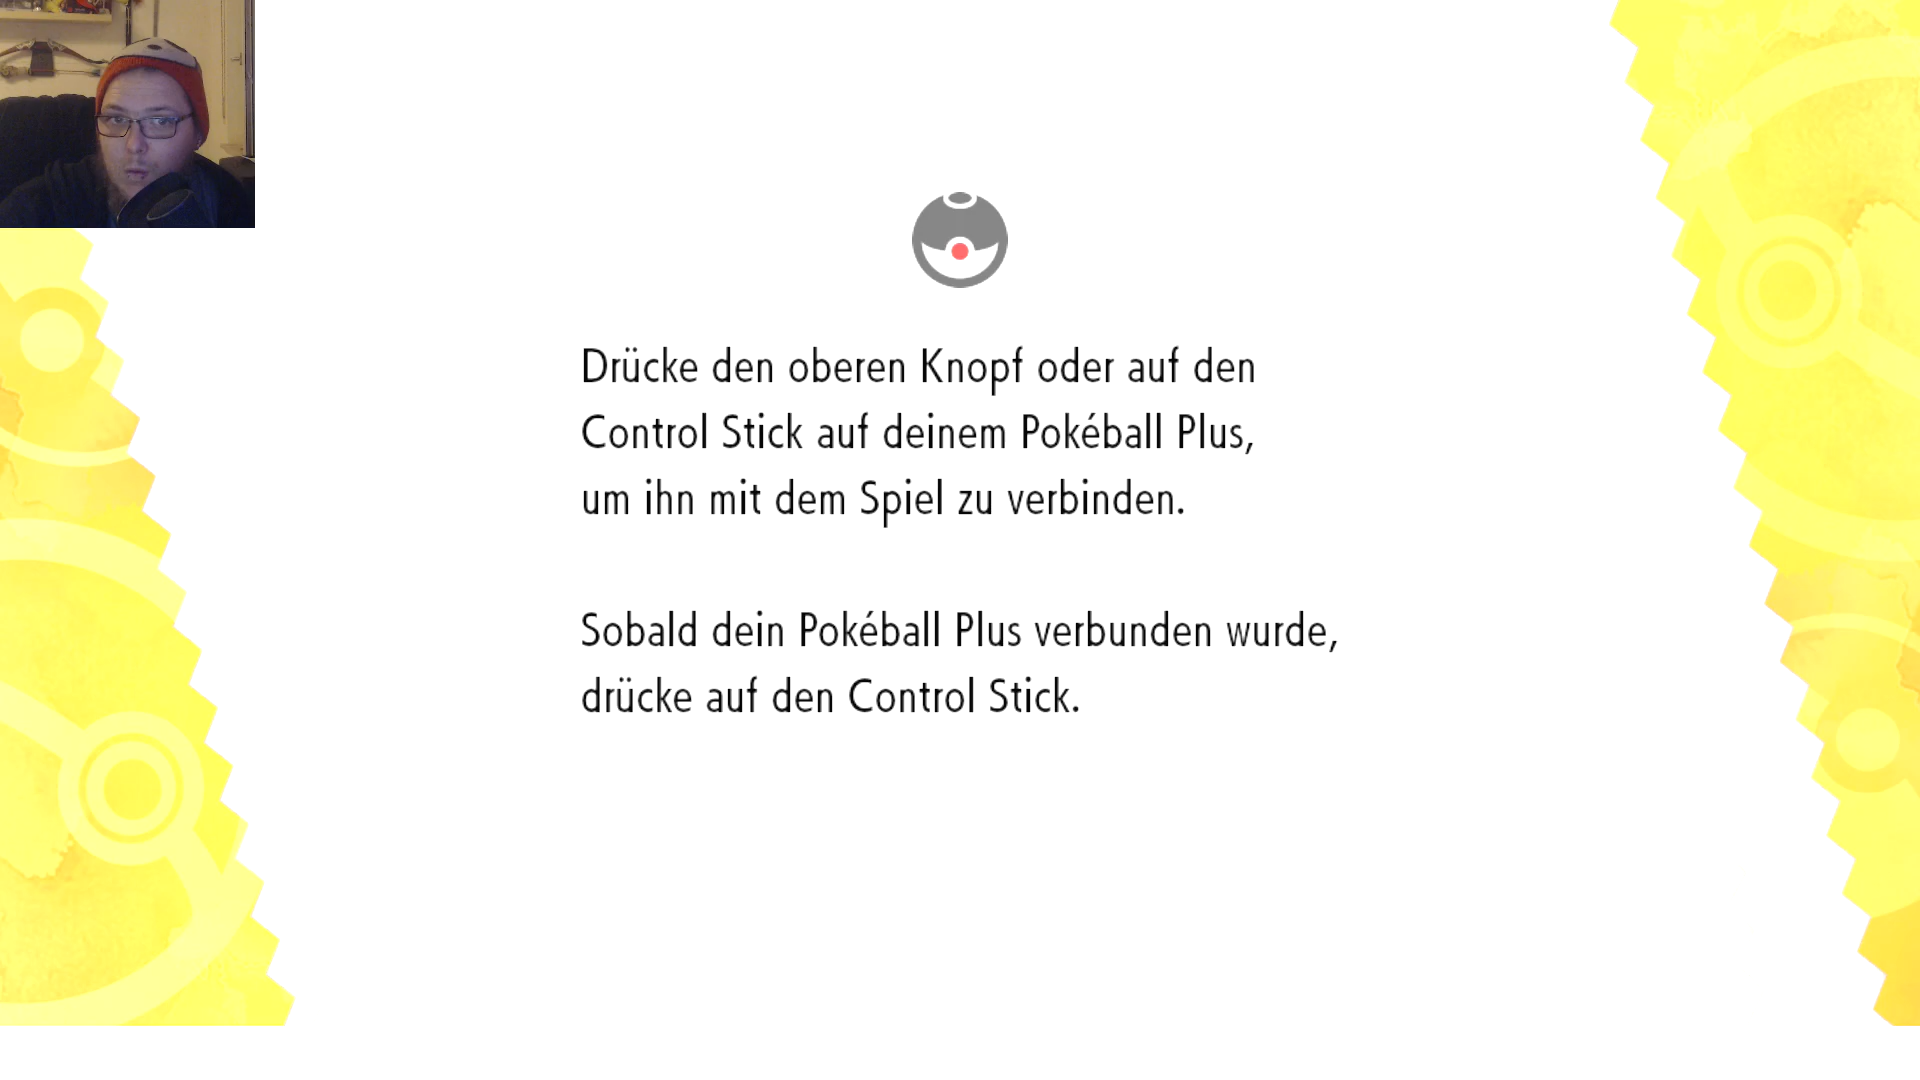 Drücke den oberen Knopf oder auf den
Control Stick auf deinem Pokéball Plus,
um ihn mit dem Spiel zu verbinden.
Sobald dein Pokéball Plus verbunden wurde,
drücke auf den Control Stick.